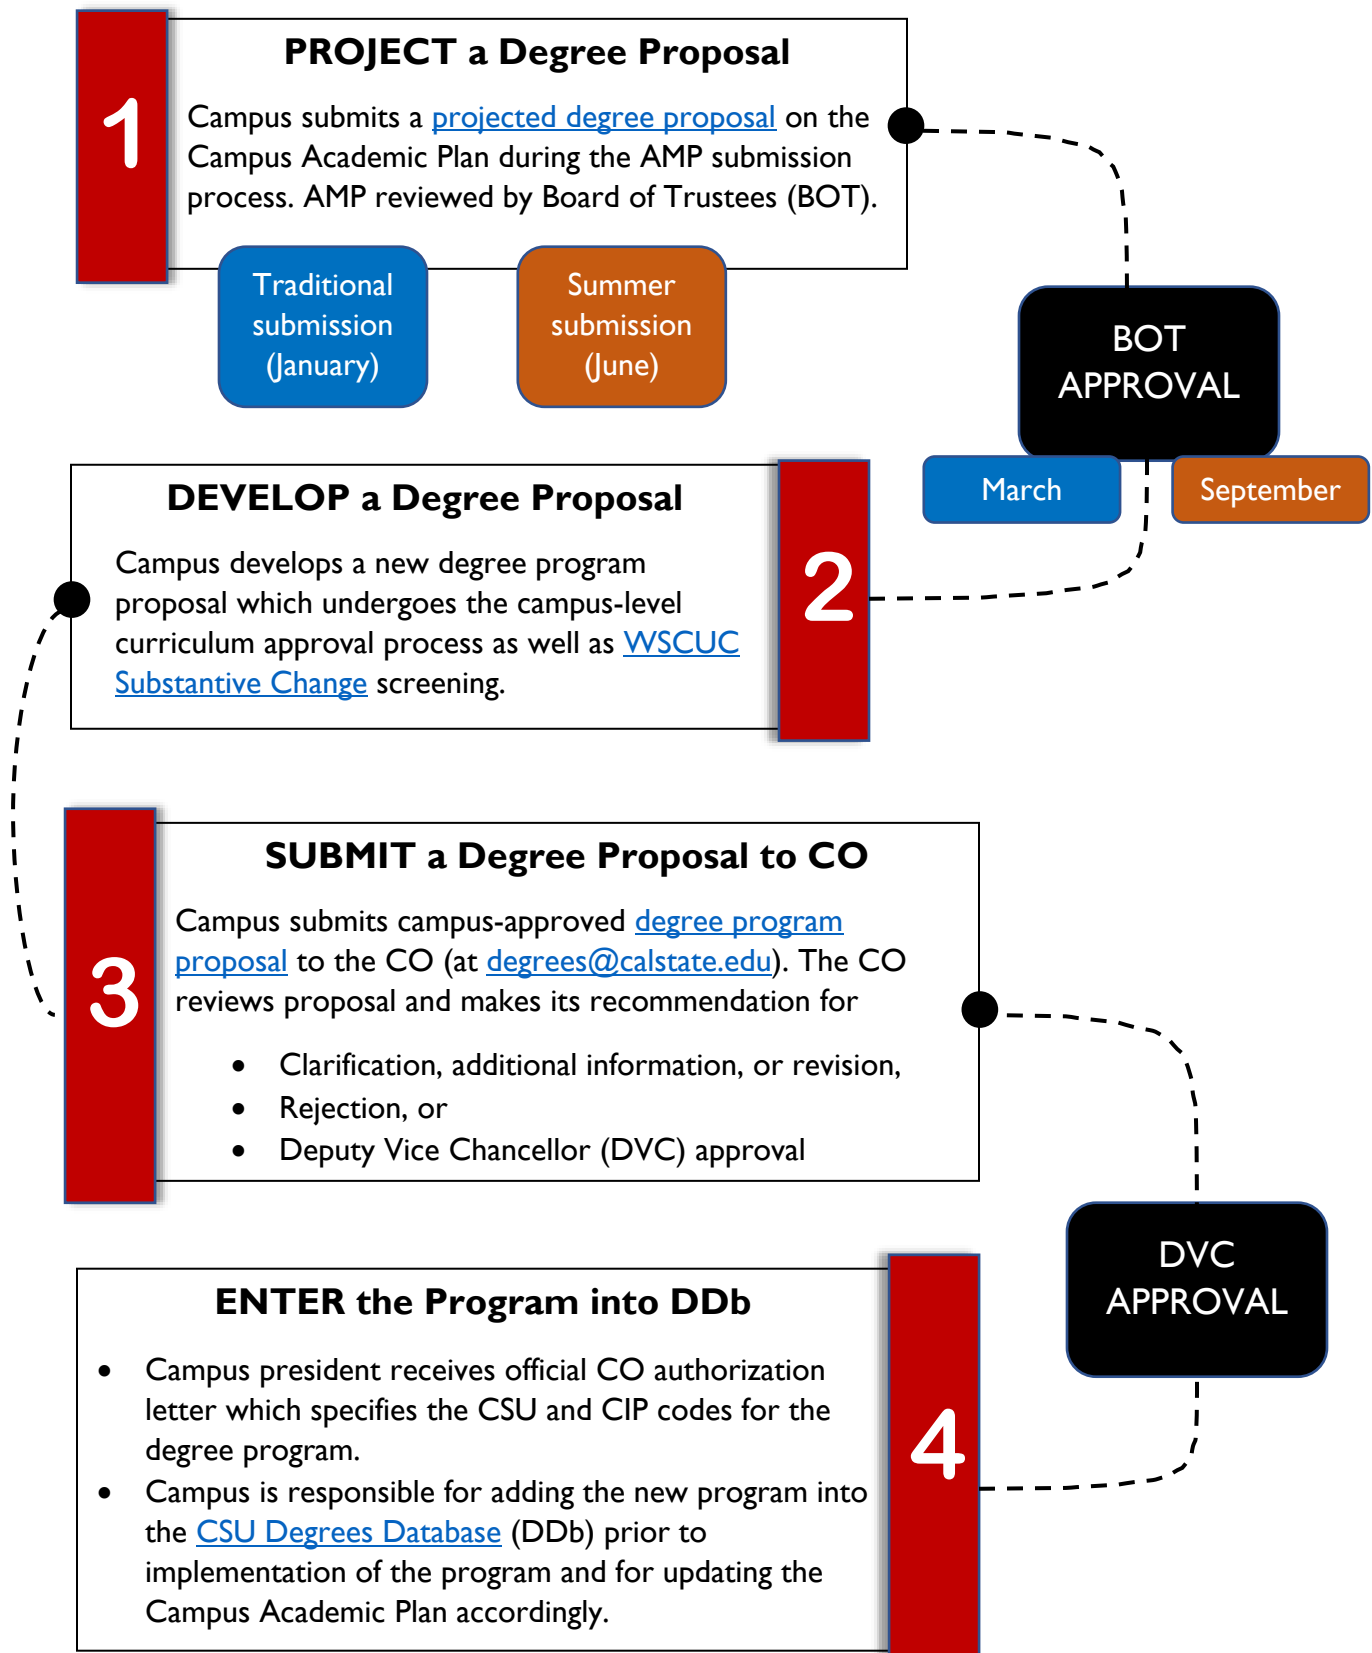 1
PROJECT a Degree Proposal
Campus submits a projected degree proposal on the
Campus Academic Plan during the AMP submission
process. AMP reviewed by Board of Trustees (BOT).
Traditional
submission
(January)
Summer
submission
(June)
BOT
APPROVAL
March
September
2
DEVELOP a Degree Proposal
Campus develops a new degree program
proposal which undergoes the campus-level
curriculum approval process as well as WSCUC
Substantive Change screening.
3
SUBMIT a Degree Proposal to CO
Campus submits campus-approved degree program
proposal to the CO (at degrees@calstate.edu). The CO
reviews proposal and makes its recommendation for
• Clarification, additional information, or revision,
• Rejection, or
• Deputy Vice Chancellor (DVC) approval
DVC
APPROVAL
4
ENTER the Program into DDb
• Campus president receives official CO authorization
letter which specifies the CSU and CIP codes for the
degree program.
• Campus is responsible for adding the new program into
the CSU Degrees Database (DDb) prior to
implementation of the program and for updating the
Campus Academic Plan accordingly.